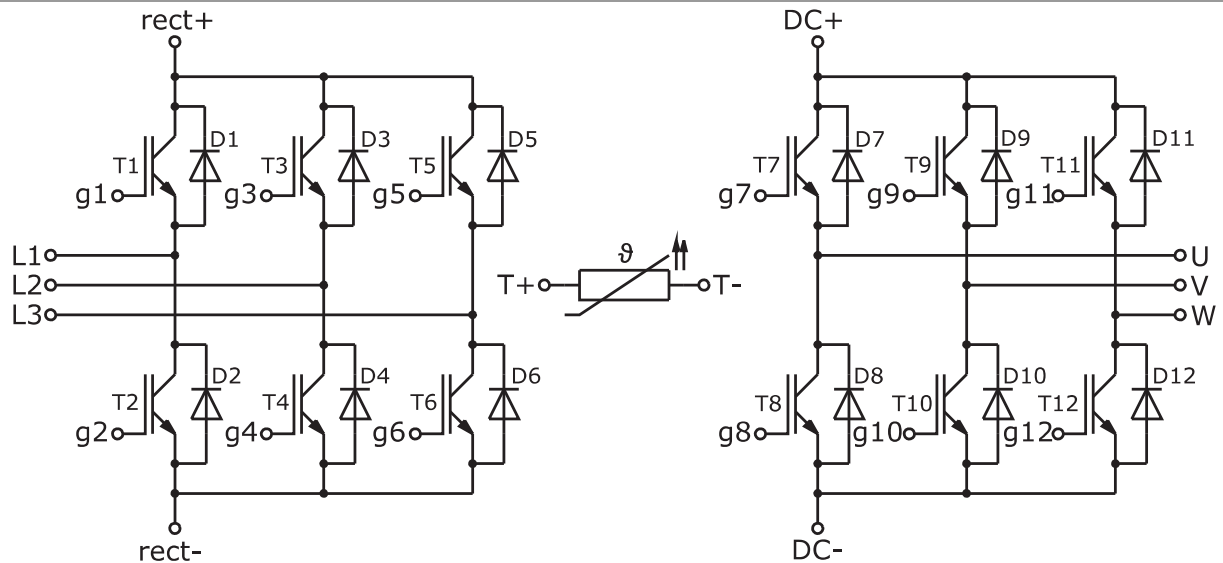 rect+
DC+
D1
D3
D5
D7
D9
D11
T1
T3
T5
T7
T9
T11
g1
g3
g5
g7
g9
g11
L1
L2
L3
ϑ
T+
T-
U
V
W
D2
D4
D6
D8
D10
D12
T2
T4
T6
T8
T10
T12
g2
g4
g6
g8
g10
g12
rect-
DC-